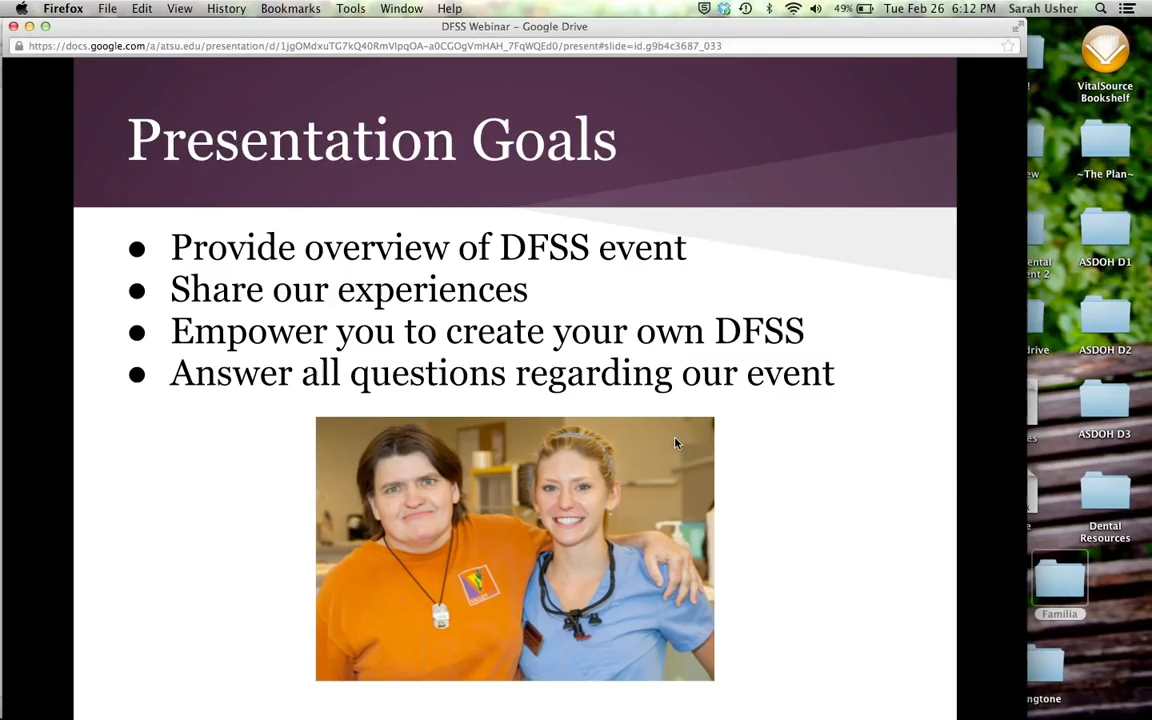 Firefox File Edit View History Bookmarks Tools Window Help 49% Tue Feb 26 6:12 PM Sarah Usher
DFSS Webinar – Google Drive
https://docs.google.com/a/atsu.edu/presentation/d/1jgOMdxuTG7kQ40RmVIpqOA-a0CGOgVmHAH_7FqWQEd0/present#slide=id.g9b4c3687_033
Presentation Goals
● Provide overview of DFSS event
● Share our experiences
● Empower you to create your own DFSS
● Answer all questions regarding our event
VitalSource
Bookshelf
~The Plan~
ASDOH D1
ASDOH D2
ASDOH D3
Dental
Resources
Familia